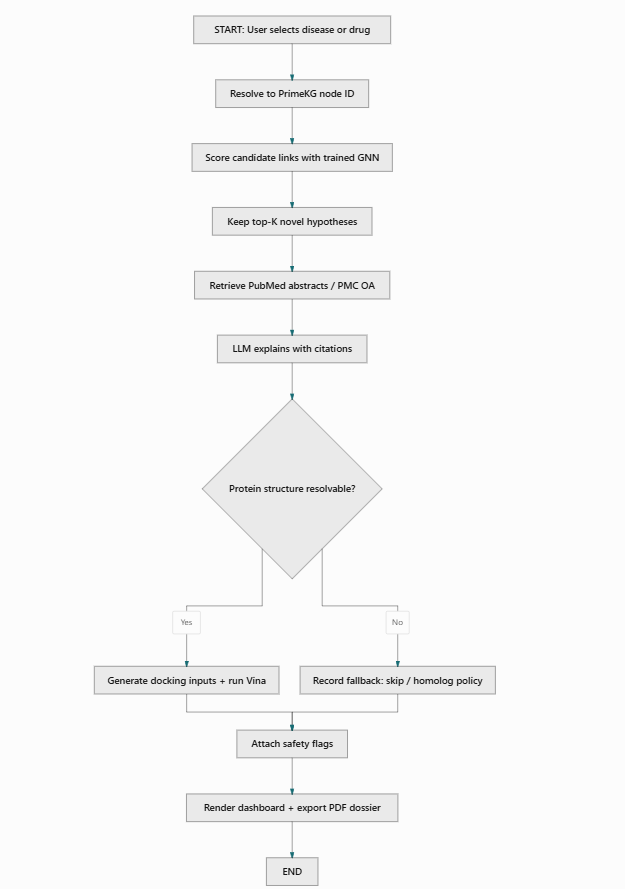 START: User selects disease or drug
Resolve to PrimeKG node ID
Score candidate links with trained GNN
Keep top-K novel hypotheses
Retrieve PubMed abstracts / PMC OA
LLM explains with citations
Protein structure resolvable?
Yes
No
Generate docking inputs + run Vina
Record fallback: skip / homolog policy
Attach safety flags
Render dashboard + export PDF dossier
END